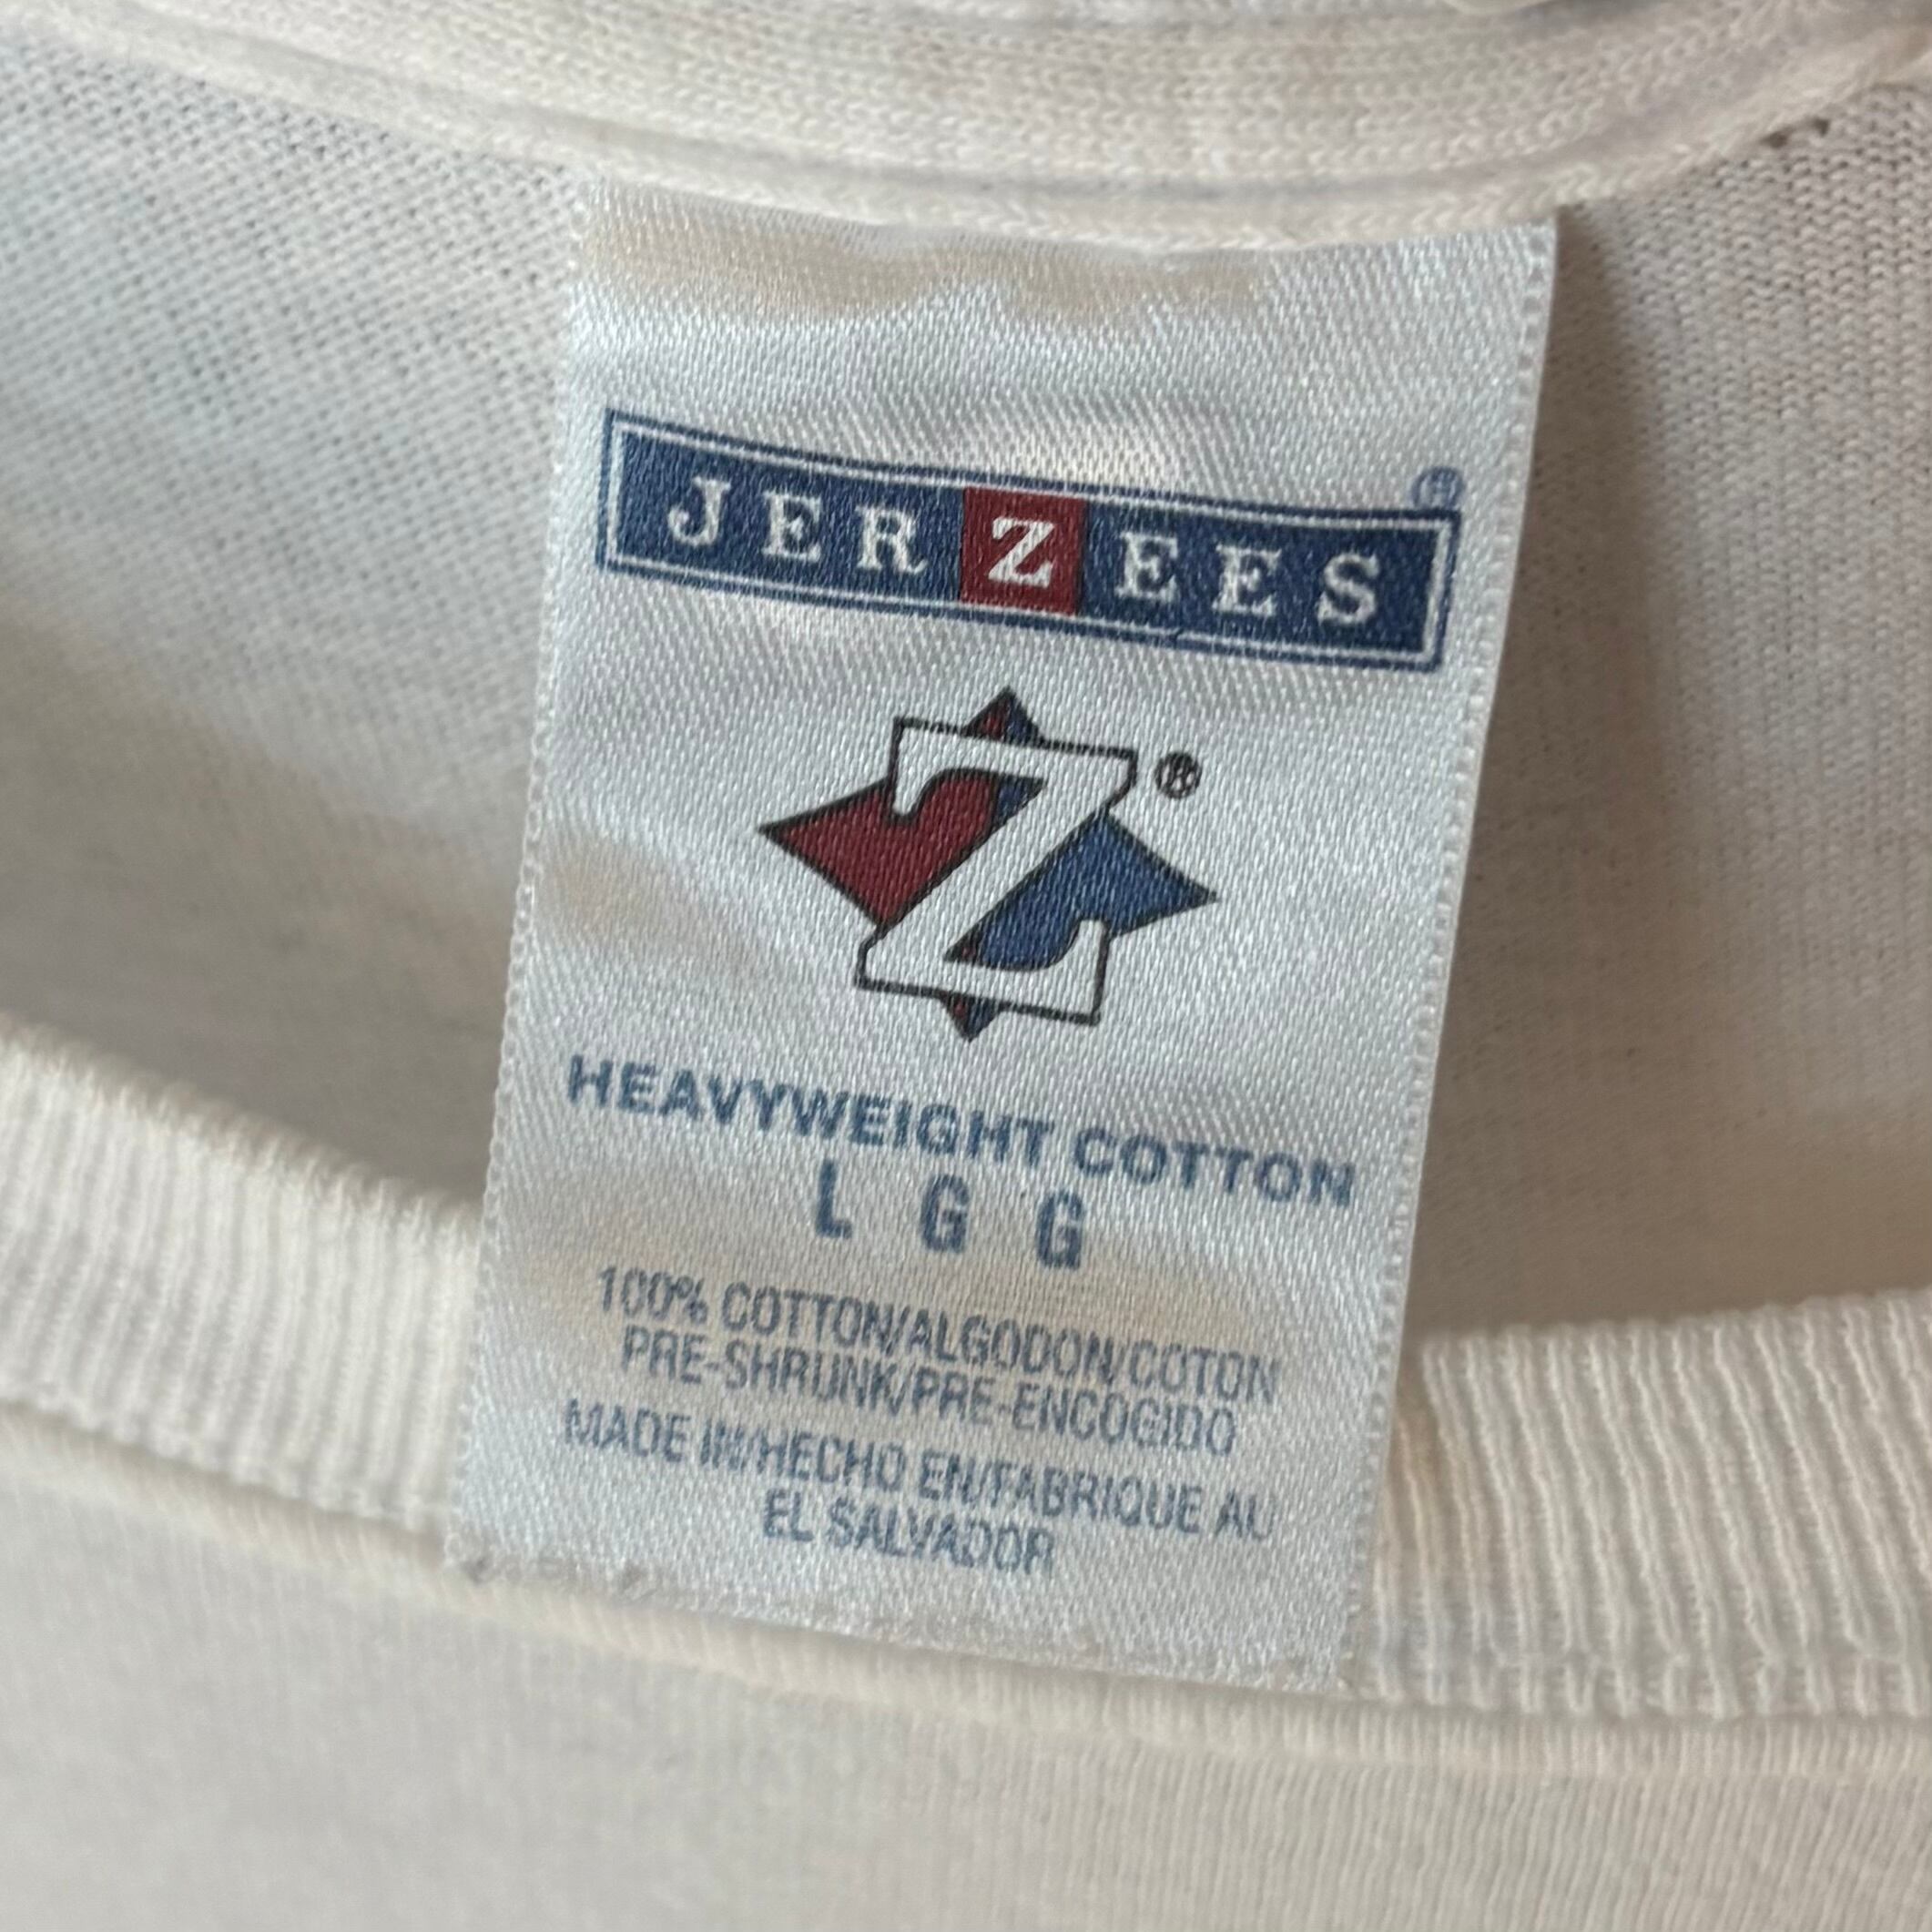 JERZEES®
Z®
HEAVYWEIGHT COTTON
L G G
100% COTTON/ALGODON/COTON
PRE-SHRUNK/PRE-ENCOGIDO
MADE IN/HECHO EN/FABRIQUE AU
EL SALVADOR